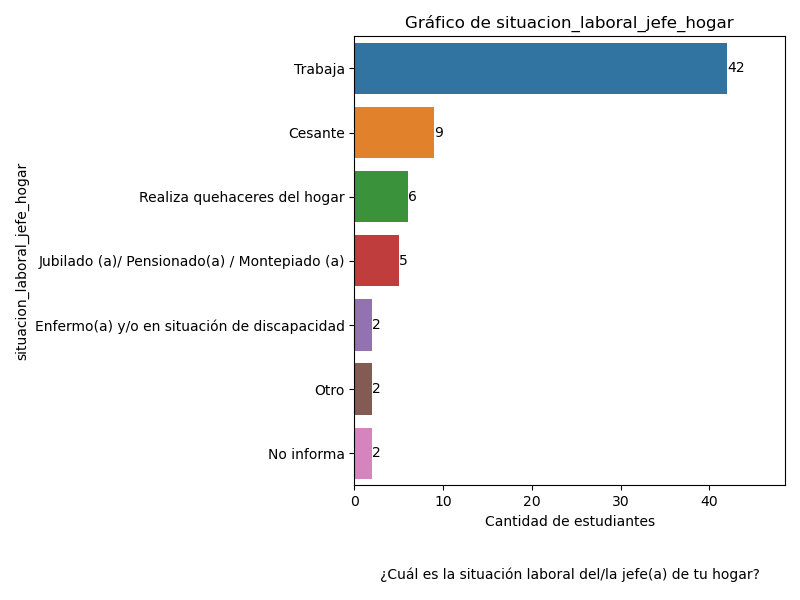 Gráfico de situacion_laboral_jefe_hogar
situacion_laboral_jefe_hogar
Trabaja
42
Cesante
9
Realiza quehaceres del hogar
6
Jubilado (a)/ Pensionado(a) / Montepiado (a)
5
Enfermo(a) y/o en situación de discapacidad
2
Otro
2
No informa
2
0 10 20 30 40
Cantidad de estudiantes
¿Cuál es la situación laboral del/la jefe(a) de tu hogar?